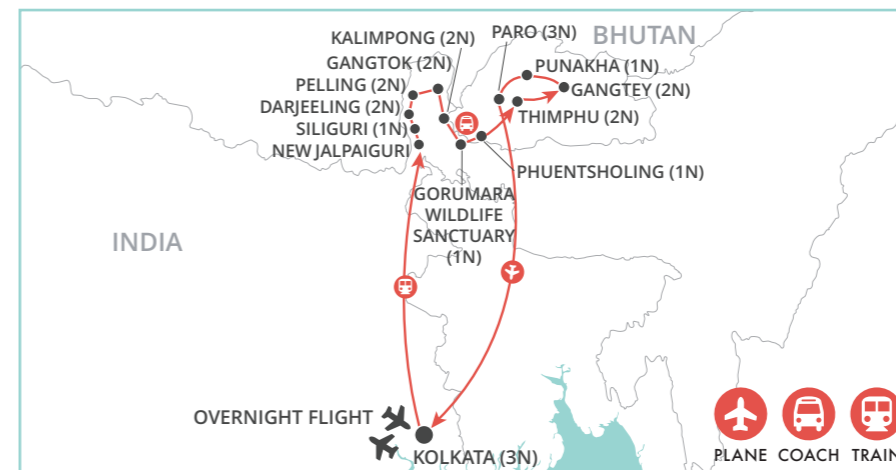 KALIMPONG (2N)
PARO (3N)
BHUTAN
GANGTOK (2N)
PUNAKHA (1N)
PELLING (2N)
GANGTEY (2N)
DARJEELING (2N)
THIMPHU (2N)
SILIGURI (1N)
NEW JALPAIGURI
PHUENTSHOLING (1N)
GORUMARA
WILDLIFE
SANCTUARY
(1N)
INDIA
OVERNIGHT FLIGHT
KOLKATA (3N)
PLANE COACH TRAIN